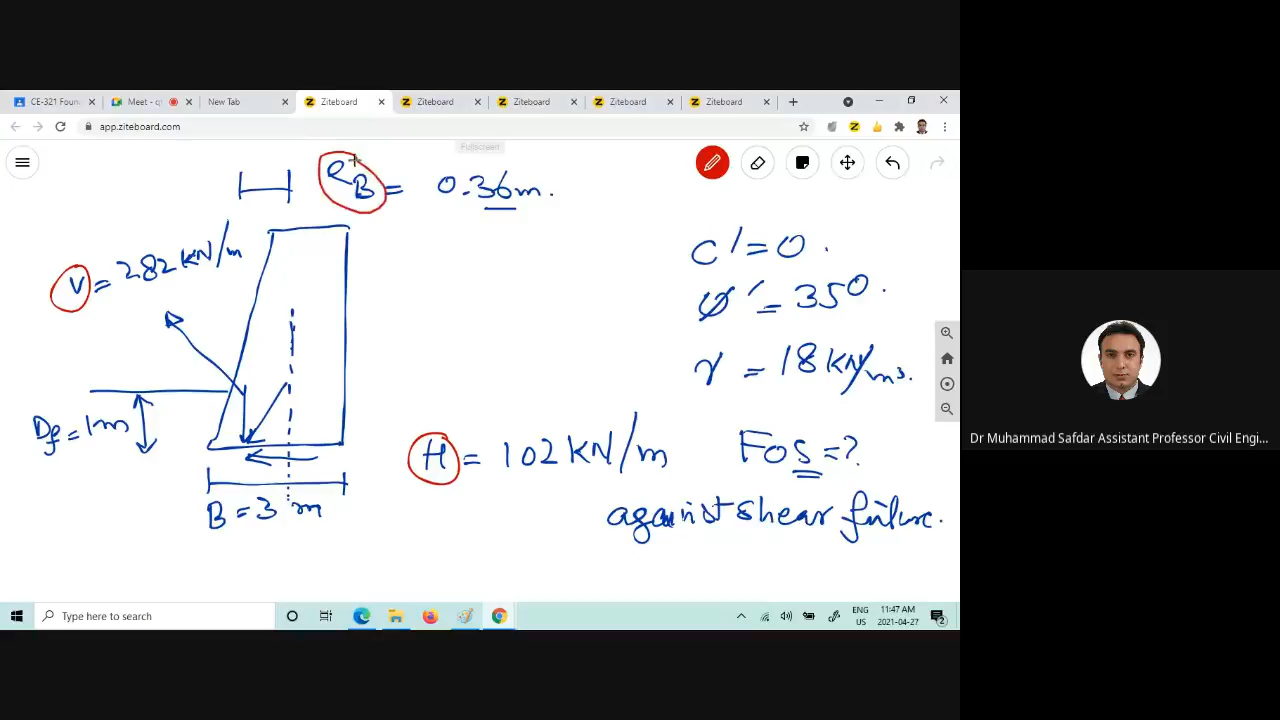 CE-321 Foun
Meet - q
New Tab
Ziteboard
Ziteboard
Ziteboard
Ziteboard
Ziteboard
app.ziteboard.com
Fullscreen
e_B = 0.36m.
V = 282 KN/m
C' = 0.
Ø' = 35°.
γ = 18 KN/m³.
Df = 1m
H = 102 KN/m
FOS = ?
B = 3 m
against shear failure.
Dr Muhammad Safdar Assistant Professor Civil Engi...
Type here to search
ENG
US
11:47 AM
2021-04-27
2